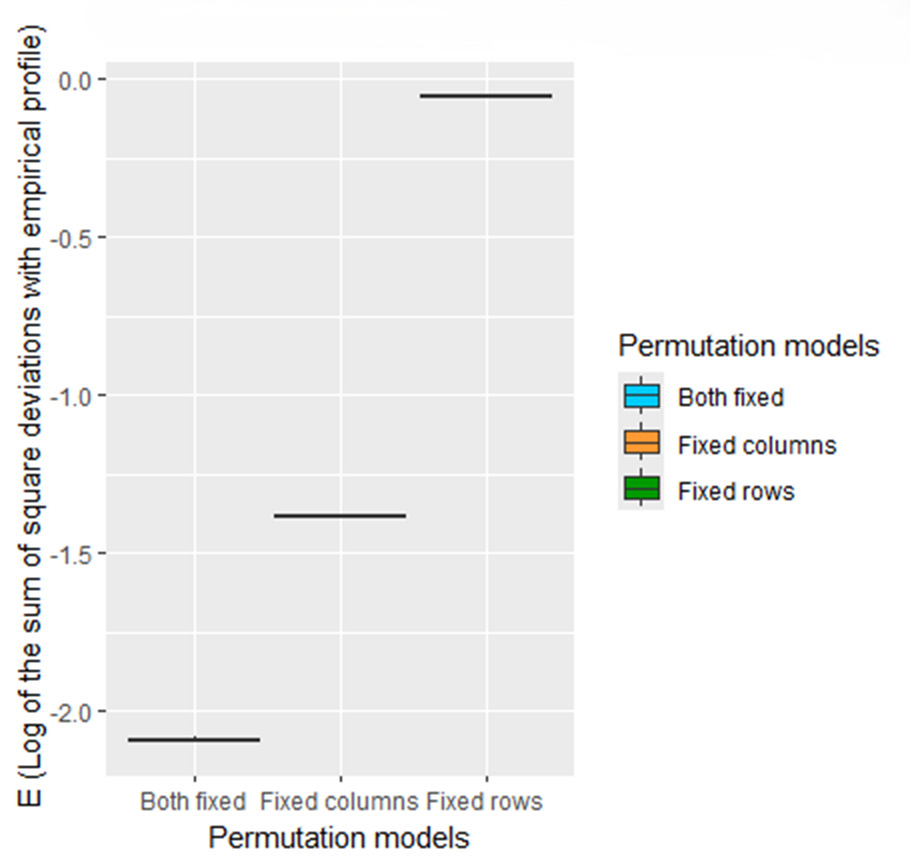 E (Log of the sum of square deviations with empirical profile)
0.0
-0.5
-1.0
-1.5
-2.0
Both fixed Fixed columns Fixed rows
Permutation models
Permutation models
Both fixed
Fixed columns
Fixed rows